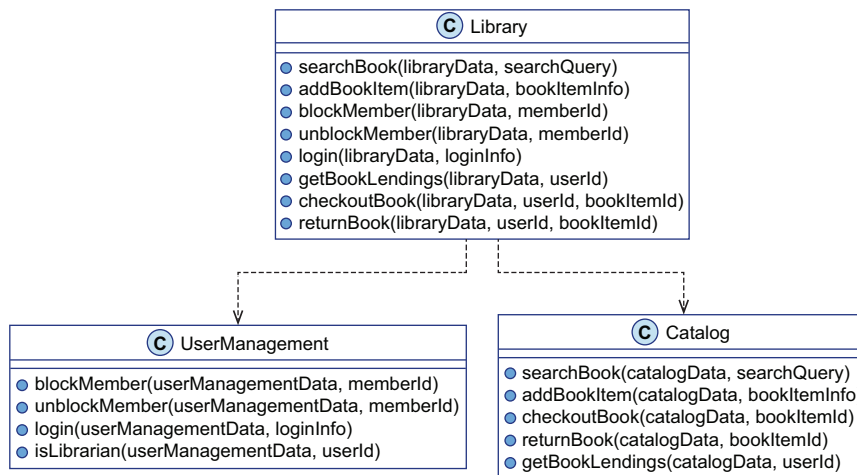 C Library
searchBook(libraryData, searchQuery)
addBookItem(libraryData, bookItemInfo)
blockMember(libraryData, memberId)
unblockMember(libraryData, memberId)
login(libraryData, loginInfo)
getBookLendings(libraryData, userId)
checkoutBook(libraryData, userId, bookItemId)
returnBook(libraryData, userId, bookItemId)
C UserManagement
blockMember(userManagementData, memberId)
unblockMember(userManagementData, memberId)
login(userManagementData, loginInfo)
isLibrarian(userManagementData, userId)
C Catalog
searchBook(catalogData, searchQuery)
addBookItem(catalogData, bookItemInfo
checkoutBook(catalogData, bookItemId)
returnBook(catalogData, bookItemId)
getBookLendings(catalogData, userId)